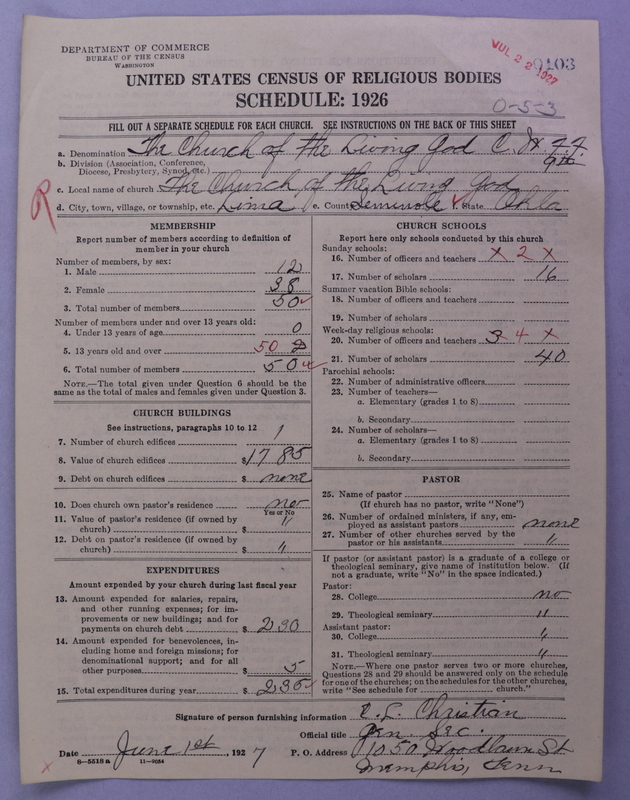 DEPARTMENT OF COMMERCE
BUREAU OF THE CENSUS
WASHINGTON
JUL 22 1927
9103
UNITED STATES CENSUS OF RELIGIOUS BODIES
SCHEDULE: 1926
0-5-3
FILL OUT A SEPARATE SCHEDULE FOR EACH CHURCH. SEE INSTRUCTIONS ON THE BACK OF THIS SHEET
a. Denomination The Church of the Living God C. W. F. F.
b. Division (Association, Conference, Diocese, Presbytery, Synod, etc.) 9th
c. Local name of church The Church of the Living God
R
d. City, town, village, or township, etc. Lima e. County Seminole f. State Okla
MEMBERSHIP
Report number of members according to definition of
member in your church
Number of members, by sex:
1. Male 12
2. Female 38
3. Total number of members 50
Number of members under and over 13 years old:
4. Under 13 years of age 0
5. 13 years old and over 50
6. Total number of members 50
NOTE.—The total given under Question 6 should be
the same as the total of males and females given under Question 3.
CHURCH BUILDINGS
See instructions, paragraphs 10 to 12
7. Number of church edifices 1
8. Value of church edifices $1785
9. Debt on church edifices $ none
10. Does church own pastor's residence no
Yes or No
11. Value of pastor's residence (if owned by
church) $ "
12. Debt on pastor's residence (if owned by
church) $ "
EXPENDITURES
Amount expended by your church during last fiscal year
13. Amount expended for salaries, repairs,
and other running expenses; for im-
provements or new buildings; and for
payments on church debt $ 230
14. Amount expended for benevolences, in-
cluding home and foreign missions; for
denominational support; and for all
other purposes $ 5
15. Total expenditures during year $ 235
CHURCH SCHOOLS
Report here only schools conducted by this church
Sunday schools:
16. Number of officers and teachers x 2 x
17. Number of scholars 16
Summer vacation Bible schools:
18. Number of officers and teachers
19. Number of scholars
Week-day religious schools:
20. Number of officers and teachers 3 4 x
21. Number of scholars 40
Parochial schools:
22. Number of administrative officers
23. Number of teachers—
a. Elementary (grades 1 to 8)
b. Secondary
24. Number of scholars—
a. Elementary (grades 1 to 8)
b. Secondary
PASTOR
25. Name of pastor
(If church has no pastor, write "None")
26. Number of ordained ministers, if any, em-
ployed as assistant pastors none
27. Number of other churches served by the
pastor or his assistants "
If pastor (or assistant pastor) is a graduate of a college or
theological seminary, give name of institution below. (If
not a graduate, write "No" in the space indicated.)
Pastor:
28. College no
29. Theological seminary "
Assistant pastor:
30. College "
31. Theological seminary "
NOTE.—Where one pastor serves two or more churches,
Questions 28 and 29 should be answered only on the schedule
for one of the churches; on the schedules for the other churches,
write "See schedule for church."
Signature of person furnishing information E. L. Christian
Official title Gen. Sec.
Date June 1st, 1927 P. O. Address 1050 Woodlawn St
8—5518 a 11—9054 Memphis, Tenn